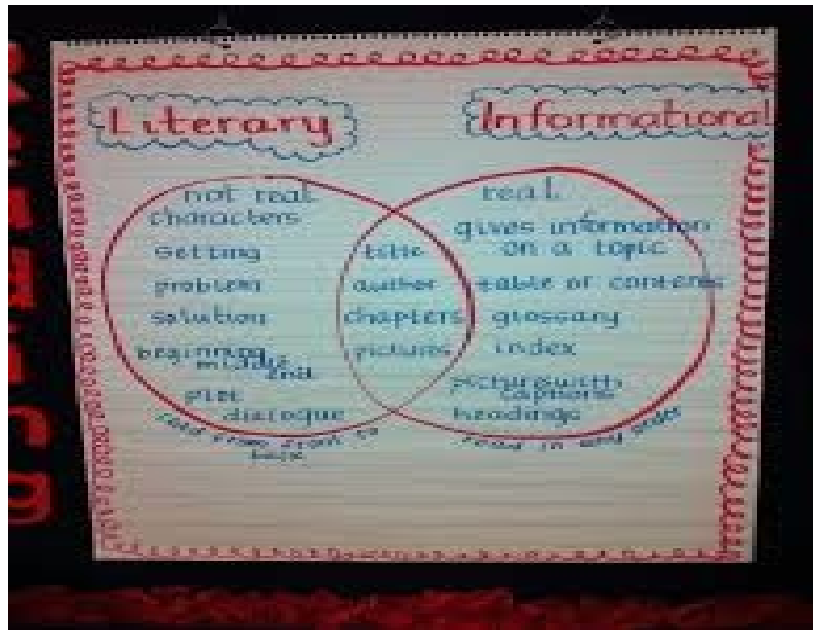 Literary
Informational
not real
characters
setting
problem
solution
beginning
middle
end
plot
dialogue
read from front to
back
title
author
chapters
pictures
real
gives information
on a topic
table of contents
glossary
index
pictures with
captions
headings
read in any order